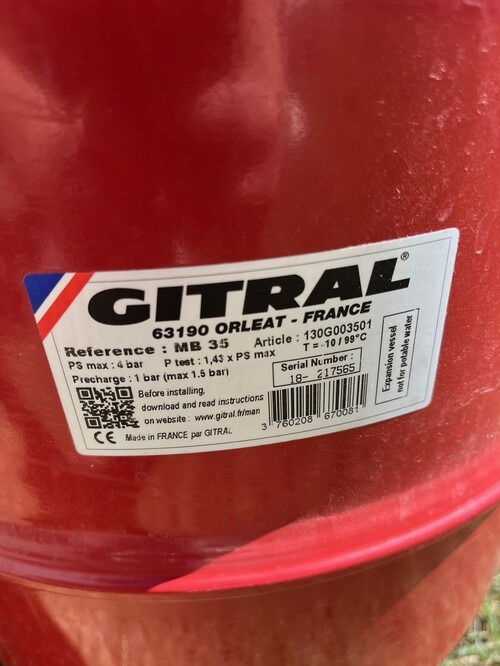 GITRAL®
63190 ORLEAT - FRANCE
Reference : MB 35 Article : 130G003501
PS max : 4 bar P test : 1,43 x PS max T = -10 / 99°C
Precharge : 1 bar (max 1.5 bar)
Serial Number :
18- 217565
Before installing,
download and read instructions
on website : www.gitral.fr/man
CE Made in FRANCE par GITRAL
3 760208 670081
Expansion vessel
not for potable water